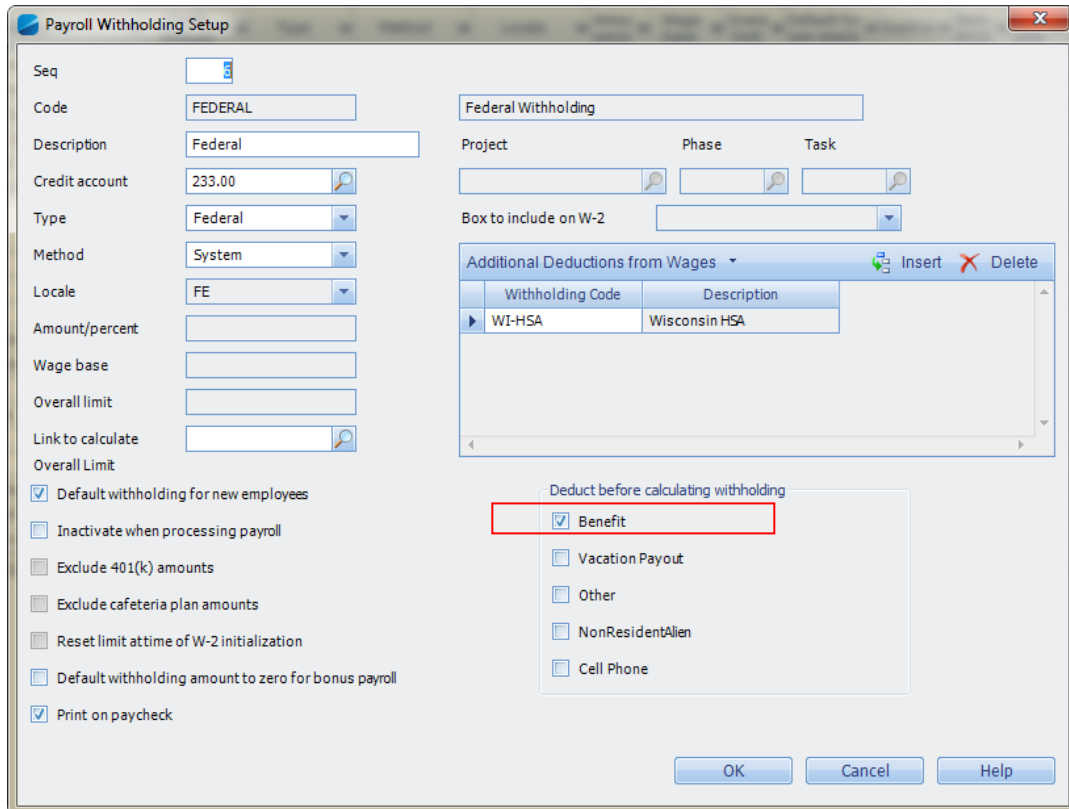 Payroll Withholding Setup
Seq 6
Code FEDERAL Federal Withholding
Description Federal Project Phase Task
Credit account 233.00
Type Federal Box to include on W-2
Method System Additional Deductions from Wages Insert Delete
Locale FE Withholding Code Description
WI-HSA Wisconsin HSA
Amount/percent
Wage base
Overall limit
Link to calculate
Overall Limit
Default withholding for new employees Deduct before calculating withholding
Inactivate when processing payroll Benefit
Exclude 401(k) amounts Vacation Payout
Exclude cafeteria plan amounts Other
Reset limit at time of W-2 initialization NonResidentAlien
Default withholding amount to zero for bonus payroll Cell Phone
Print on paycheck
OK Cancel Help